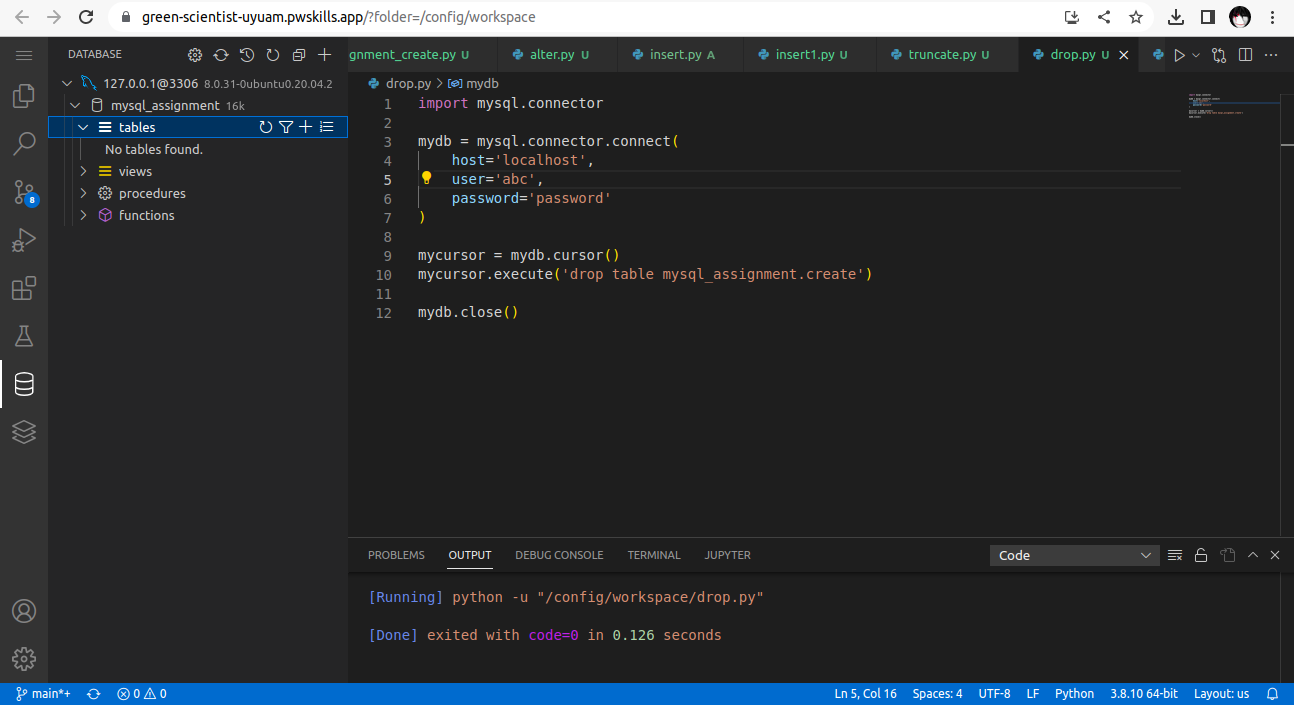 green-scientist-uyuam.pwskills.app/?folder=/config/workspace
DATABASE
gnment_create.py U
alter.py U
insert.py A
insert1.py U
truncate.py U
drop.py U
127.0.0.1@3306 8.0.31-0ubuntu0.20.04.2
mysql_assignment 16k
tables
No tables found.
views
procedures
functions
8
drop.py > mydb
1 import mysql.connector
2
3 mydb = mysql.connector.connect(
4 host='localhost',
5 user='abc',
6 password='password'
7 )
8
9 mycursor = mydb.cursor()
10 mycursor.execute('drop table mysql_assignment.create')
11
12 mydb.close()
PROBLEMS OUTPUT DEBUG CONSOLE TERMINAL JUPYTER
Code
[Running] python -u "/config/workspace/drop.py"
[Done] exited with code=0 in 0.126 seconds
main*+ 0 0 Ln 5, Col 16 Spaces: 4 UTF-8 LF Python 3.8.10 64-bit Layout: us